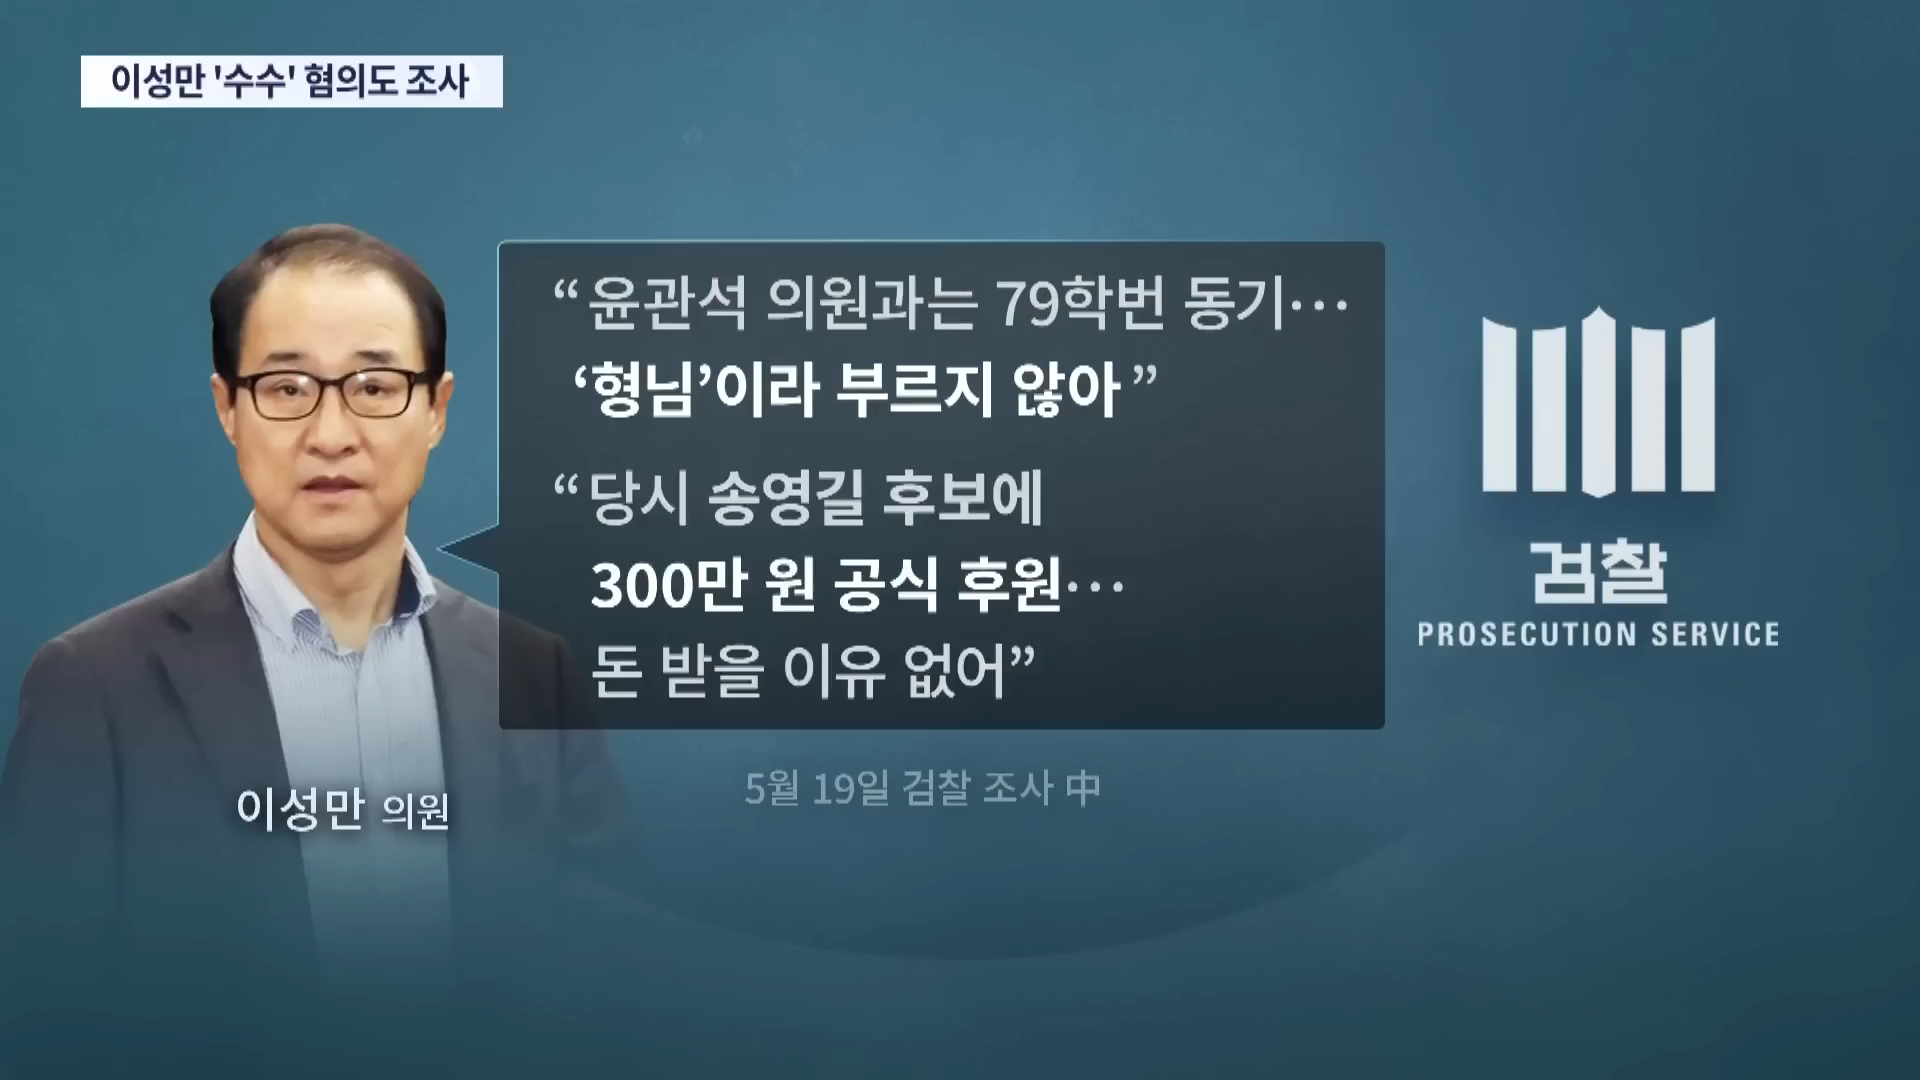 이성만 '수수' 혐의도 조사
“윤관석 의원과는 79학번 동기…
‘형님’이라 부르지 않아”
“당시 송영길 후보에
300만 원 공식 후원…
돈 받을 이유 없어”
5월 19일 검찰 조사 中
이성만 의원
검찰
PROSECUTION SERVICE